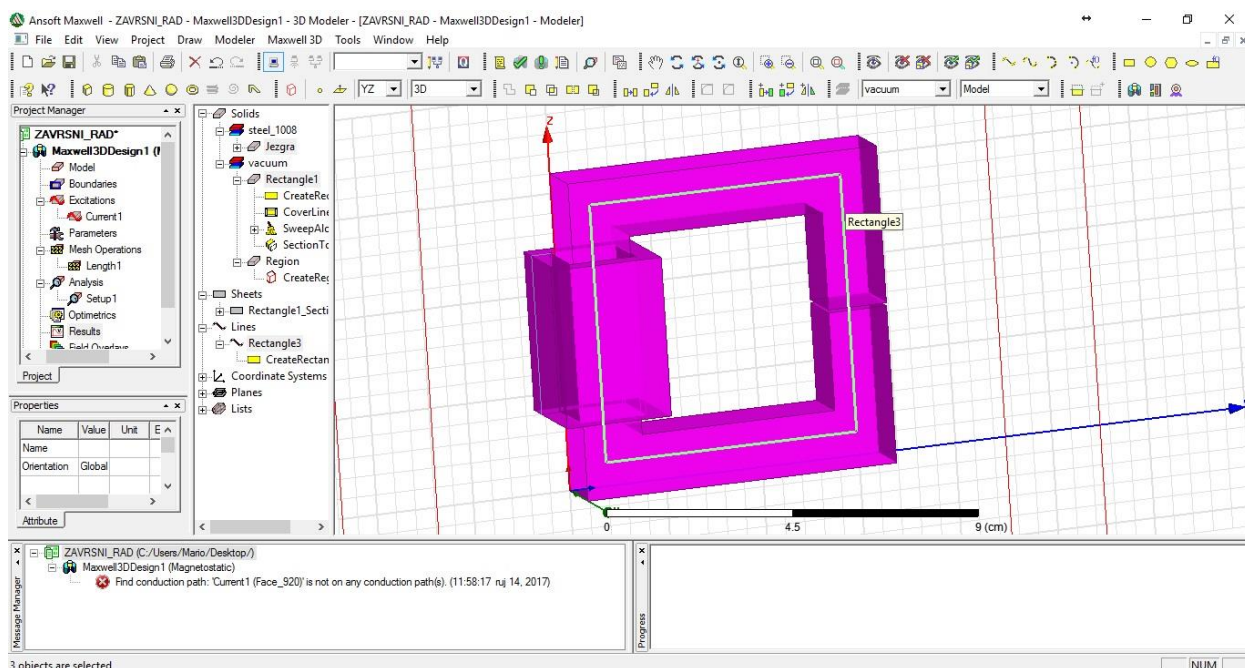 Ansoft Maxwell - ZAVRSNI_RAD - Maxwell3DDesign1 - 3D Modeler - [ZAVRSNI_RAD - Maxwell3DDesign1 - Modeler]
File Edit View Project Draw Modeler Maxwell 3D Tools Window Help
YZ 3D vacuum Model
Project Manager
ZAVRSNI_RAD*
Maxwell3DDesign1 (I
Model
Boundaries
Excitations
Current1
Parameters
Mesh Operations
Length1
Analysis
Setup1
Optimetrics
Results
Field Overlays
Project
Properties
Name Value Unit E
Name
Orientation Global
Attribute
Solids
steel_1008
Jezgra
vacuum
Rectangle1
CreateRec
CoverLine
SweepAlo
SectionTo
Region
CreateReg
Sheets
Rectangle1_Secti
Lines
Rectangle3
CreateRectan
Coordinate Systems
Planes
Lists
Z
Rectangle3
0 4.5 9 (cm)
Message Manager
ZAVRSNI_RAD (C:/Users/Mario/Desktop/)
Maxwell3DDesign1 (Magnetostatic)
Find conduction path: 'Current1 (Face_920)' is not on any conduction path(s). (11:58:17 ruj 14, 2017)
Progress
3 objects are selected
NUM